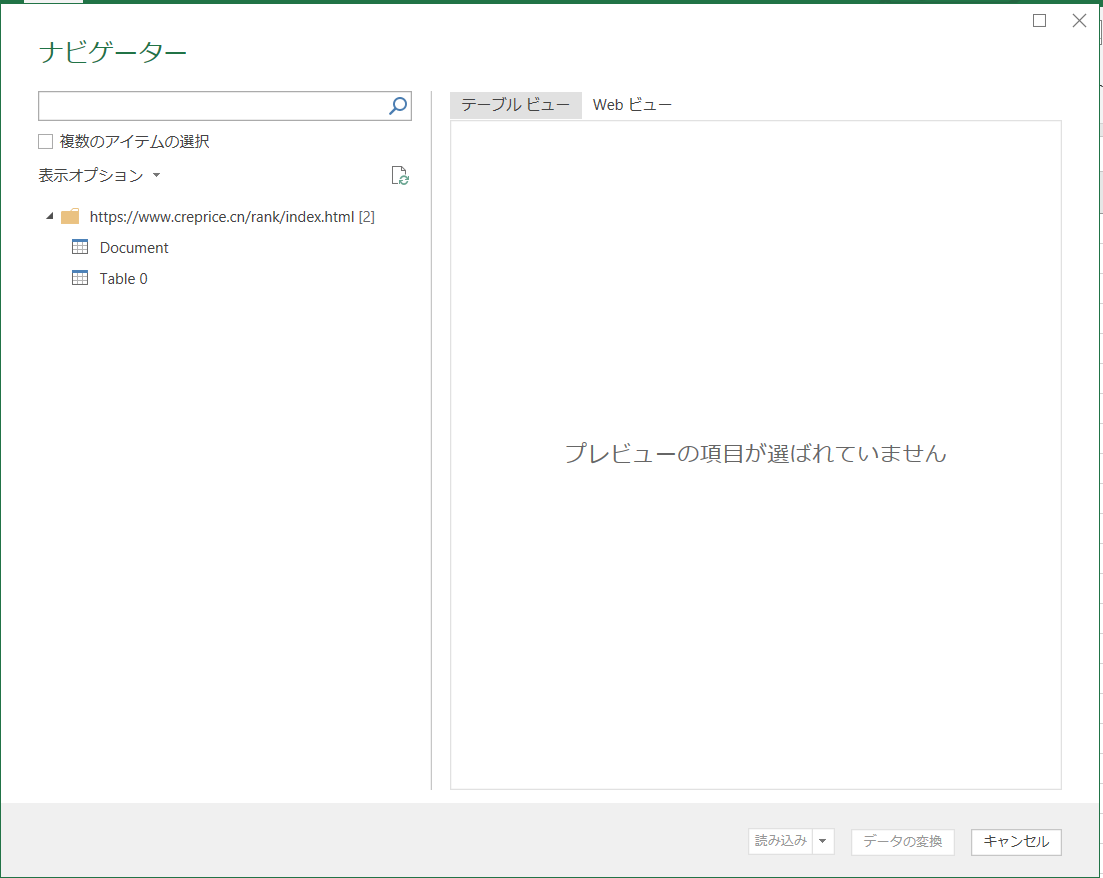 ナビゲーター
複数のアイテムの選択
表示オプション
https://www.creprice.cn/rank/index.html [2]
Document
Table 0
テーブル ビュー
Web ビュー
プレビューの項目が選ばれていません
読み込み
データの変換
キャンセル